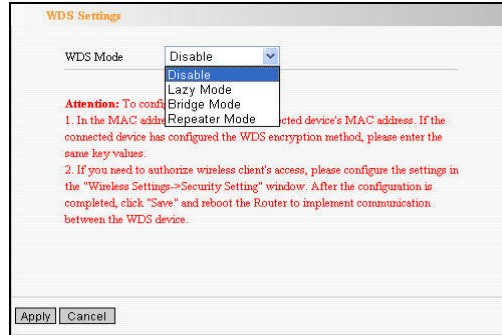 WDS Settings
WDS Mode Disable
Disable
Lazy Mode
Bridge Mode
Repeater Mode
Attention: To
1. In the MAC device's MAC address. If the
connected device has configured the WDS encryption method, please enter the
same key values.
2. If you need to authorize wireless client's access, please configure the settings in
the "Wireless Settings->Security Setting" window. After the configuration is
completed, click "Save" and reboot the Router to implement communication
between the WDS device.
Apply Cancel